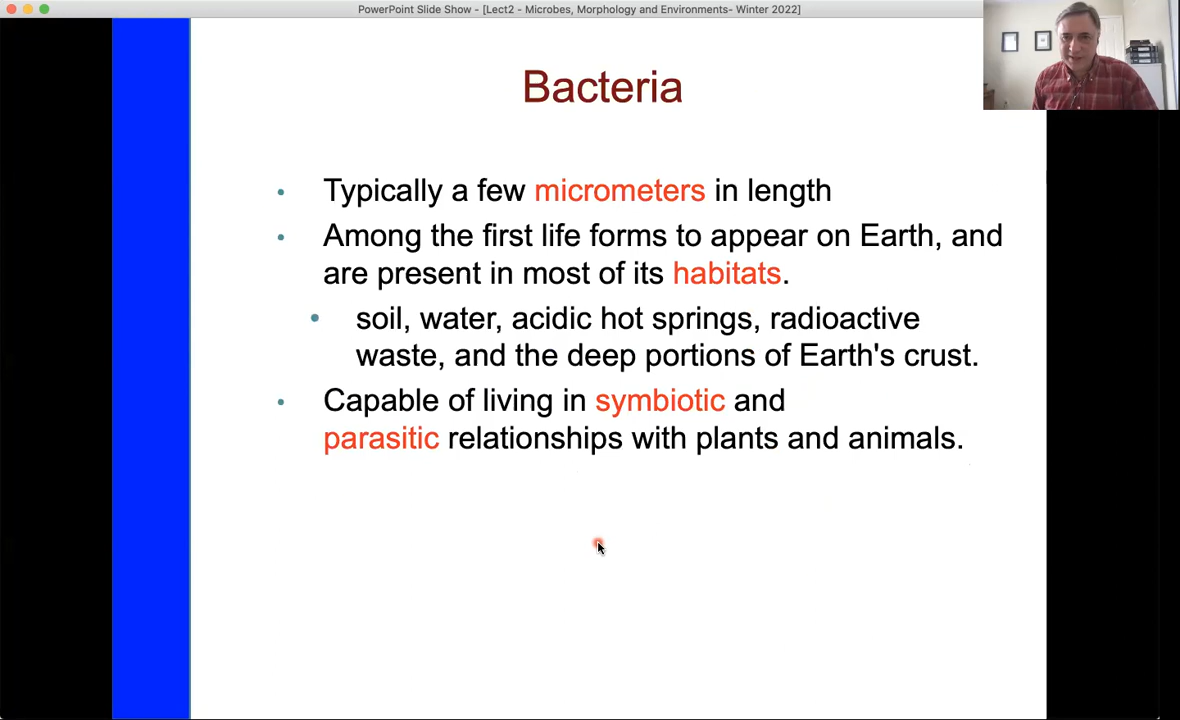 PowerPoint Slide Show - [Lect2 - Microbes, Morphology and Environments- Winter 2022]
Bacteria
• Typically a few micrometers in length
• Among the first life forms to appear on Earth, and
are present in most of its habitats.
• soil, water, acidic hot springs, radioactive
waste, and the deep portions of Earth's crust.
• Capable of living in symbiotic and
parasitic relationships with plants and animals.